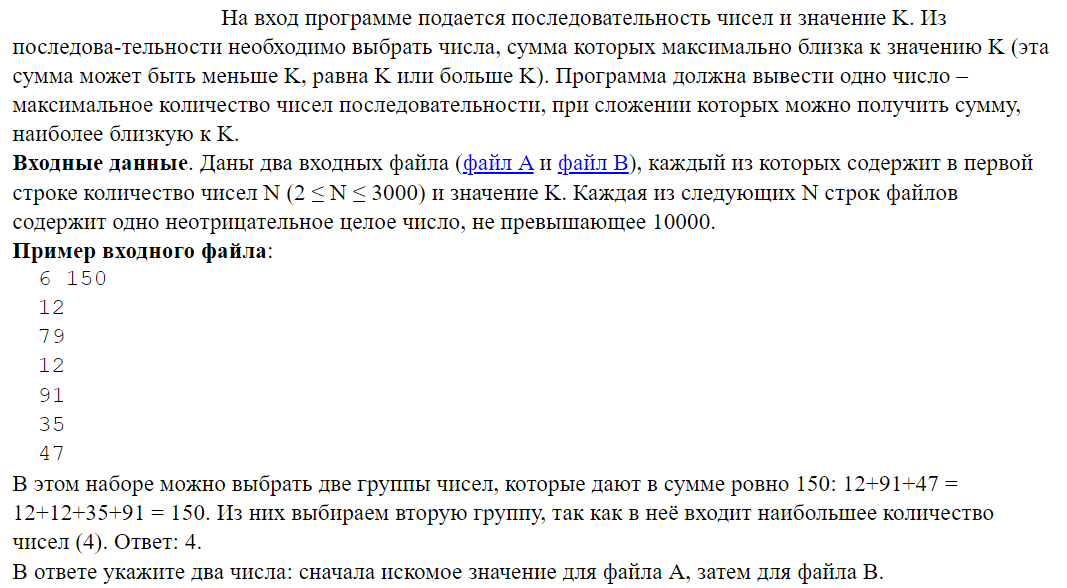 На вход программе подается последовательность чисел и значение K. Из
последова-тельности необходимо выбрать числа, сумма которых максимально близка к значению K (эта
сумма может быть меньше K, равна K или больше K). Программа должна вывести одно число –
максимальное количество чисел последовательности, при сложении которых можно получить сумму,
наиболее близкую к K.
Входные данные. Даны два входных файла (файл A и файл B), каждый из которых содержит в первой
строке количество чисел N (2 ≤ N ≤ 3000) и значение K. Каждая из следующих N строк файлов
содержит одно неотрицательное целое число, не превышающее 10000.
Пример входного файла:
6 150
12
79
12
91
35
47
В этом наборе можно выбрать две группы чисел, которые дают в сумме ровно 150: 12+91+47 =
12+12+35+91 = 150. Из них выбираем вторую группу, так как в неё входит наибольшее количество
чисел (4). Ответ: 4.
В ответе укажите два числа: сначала искомое значение для файла A, затем для файла B.